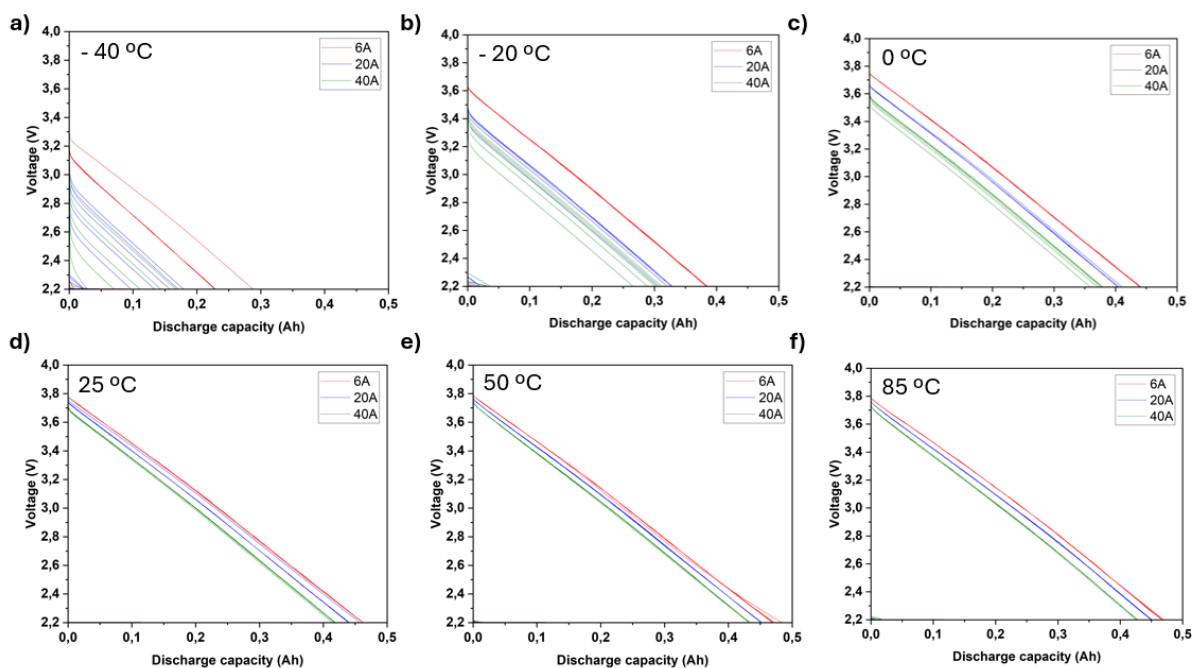 a)
- 40 ºC
6A
20A
40A
4,0
3,8
3,6
3,4
3,2
3,0
2,8
2,6
2,4
2,2
Voltage (V)
0,0 0,1 0,2 0,3 0,4 0,5
Discharge capacity (Ah)
b)
- 20 ºC
6A
20A
40A
4,0
3,8
3,6
3,4
3,2
3,0
2,8
2,6
2,4
2,2
Voltage (V)
0,0 0,1 0,2 0,3 0,4 0,5
Discharge capacity (Ah)
c)
0 ºC
6A
20A
40A
4,0
3,8
3,6
3,4
3,2
3,0
2,8
2,6
2,4
2,2
Voltage (V)
0,0 0,1 0,2 0,3 0,4 0,5
Discharge capacity (Ah)
d)
25 ºC
6A
20A
40A
4,0
3,8
3,6
3,4
3,2
3,0
2,8
2,6
2,4
2,2
Voltage (V)
0,0 0,1 0,2 0,3 0,4 0,5
Discharge capacity (Ah)
e)
50 ºC
6A
20A
40A
4,0
3,8
3,6
3,4
3,2
3,0
2,8
2,6
2,4
2,2
Voltage (V)
0,0 0,1 0,2 0,3 0,4 0,5
Discharge capacity (Ah)
f)
85 ºC
6A
20A
40A
4,0
3,8
3,6
3,4
3,2
3,0
2,8
2,6
2,4
2,2
Voltage (V)
0,0 0,1 0,2 0,3 0,4 0,5
Discharge capacity (Ah)